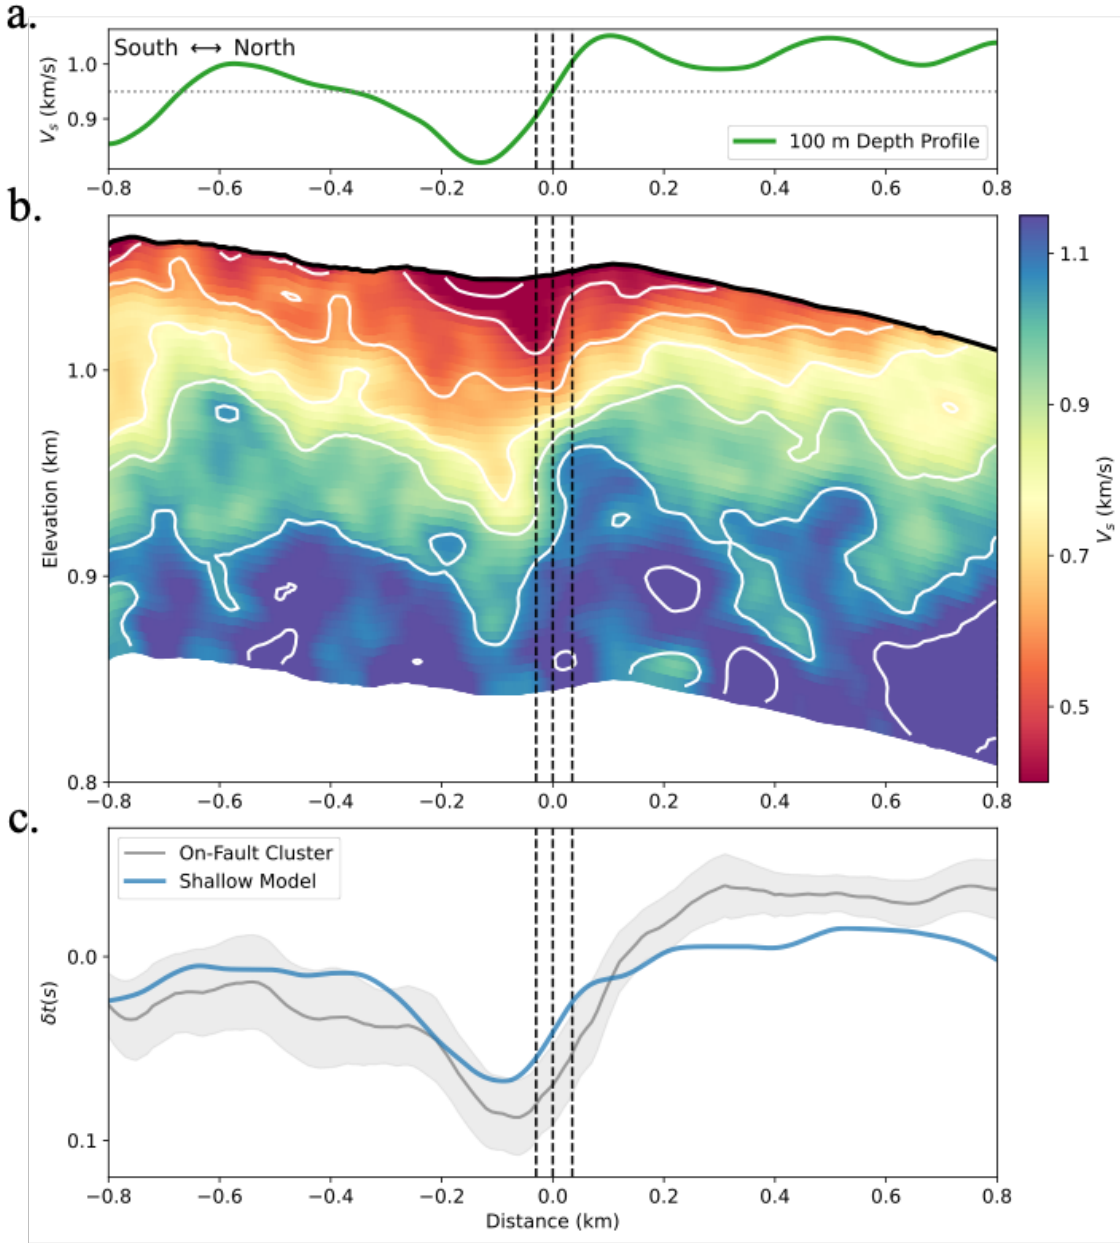 a.
South ↔ North
V_s (km/s)
1.0
0.9
100 m Depth Profile
−0.8 −0.6 −0.4 −0.2 0.0 0.2 0.4 0.6 0.8
b.
Elevation (km)
1.0
0.9
0.8
−0.8 −0.6 −0.4 −0.2 0.0 0.2 0.4 0.6 0.8
1.1
0.9
0.7
0.5
V_s (km/s)
c.
On-Fault Cluster
Shallow Model
δt(s)
0.0
0.1
−0.8 −0.6 −0.4 −0.2 0.0 0.2 0.4 0.6 0.8
Distance (km)